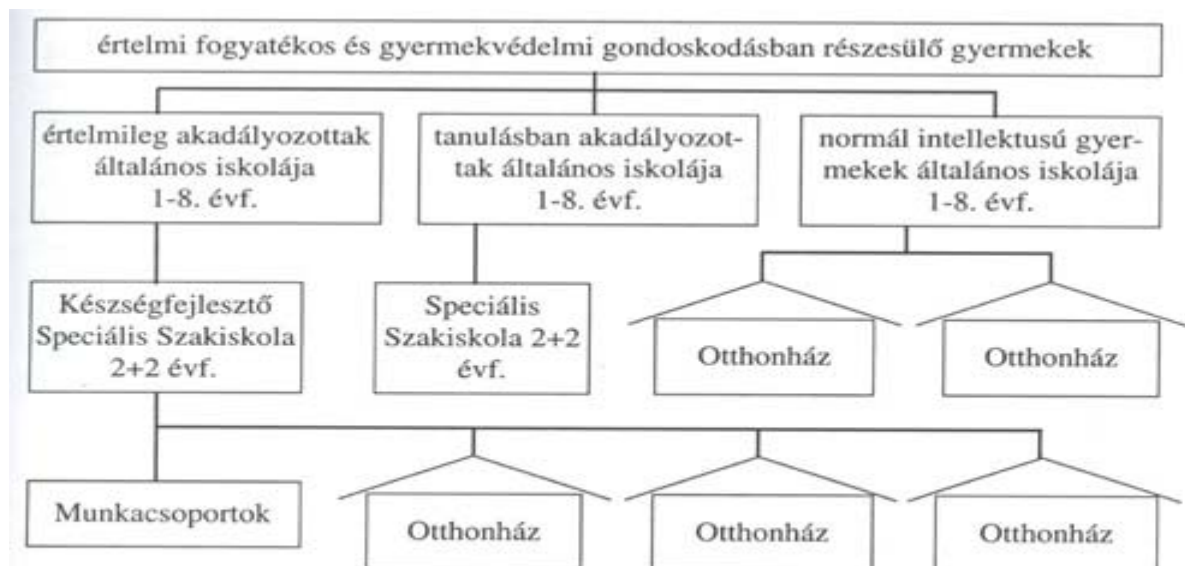 értelmi fogyatékos és gyermekvédelmi gondoskodásban részesülő gyermekek
értelmileg akadályozottak
általános iskolája
1-8. évf.
tanulásban akadályozot-
tak általános iskolája
1-8. évf.
normál intellektusú gyer-
mekek általános iskolája
1-8. évf.
Készségfejlesztő
Speciális Szakiskola
2+2 évf.
Speciális
Szakiskola 2+2
évf.
Otthonház
Otthonház
Munkacsoportok
Otthonház
Otthonház
Otthonház